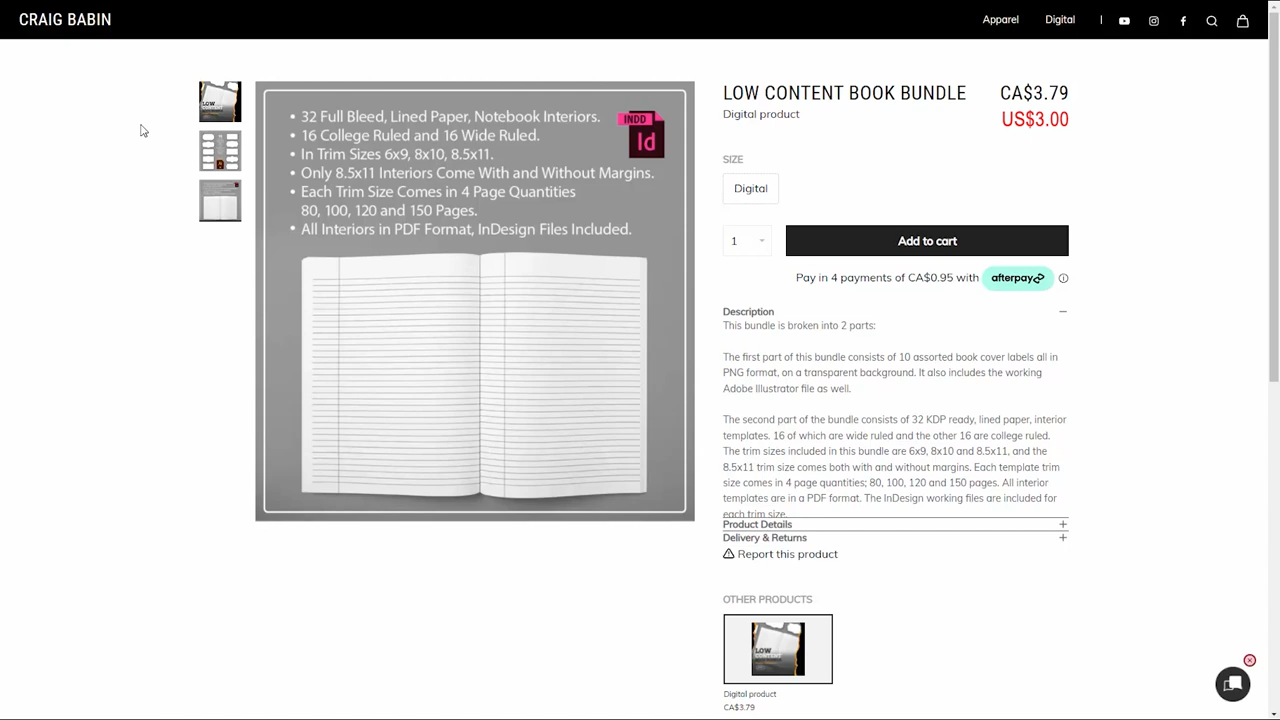 CRAIG BABIN
Apparel
Digital
• 32 Full Bleed, Lined Paper, Notebook Interiors.
• 16 College Ruled and 16 Wide Ruled.
• In Trim Sizes 6x9, 8x10, 8.5x11.
• Only 8.5x11 Interiors Come With and Without Margins.
• Each Trim Size Comes in 4 Page Quantities
80, 100, 120 and 150 Pages.
• All Interiors in PDF Format, InDesign Files Included.
INDD
Id
LOW CONTENT BOOK BUNDLE
CA$3.79
Digital product
US$3.00
SIZE
Digital
1
Add to cart
Pay in 4 payments of CA$0.95 with afterpay
Description
This bundle is broken into 2 parts:
The first part of this bundle consists of 10 assorted book cover labels all in
PNG format, on a transparent background. It also includes the working
Adobe Illustrator file as well.
The second part of the bundle consists of 32 KDP ready, lined paper, interior
templates. 16 of which are wide ruled and the other 16 are college ruled.
The trim sizes included in this bundle are 6x9, 8x10 and 8.5x11, and the
8.5x11 trim size comes both with and without margins. Each template trim
size comes in 4 page quantities; 80, 100, 120 and 150 pages. All interior
templates are in a PDF format. The InDesign working files are included for
each trim size.
Product Details
Delivery & Returns
Report this product
OTHER PRODUCTS
LOW
CONTENT
Digital product
CA$3.79